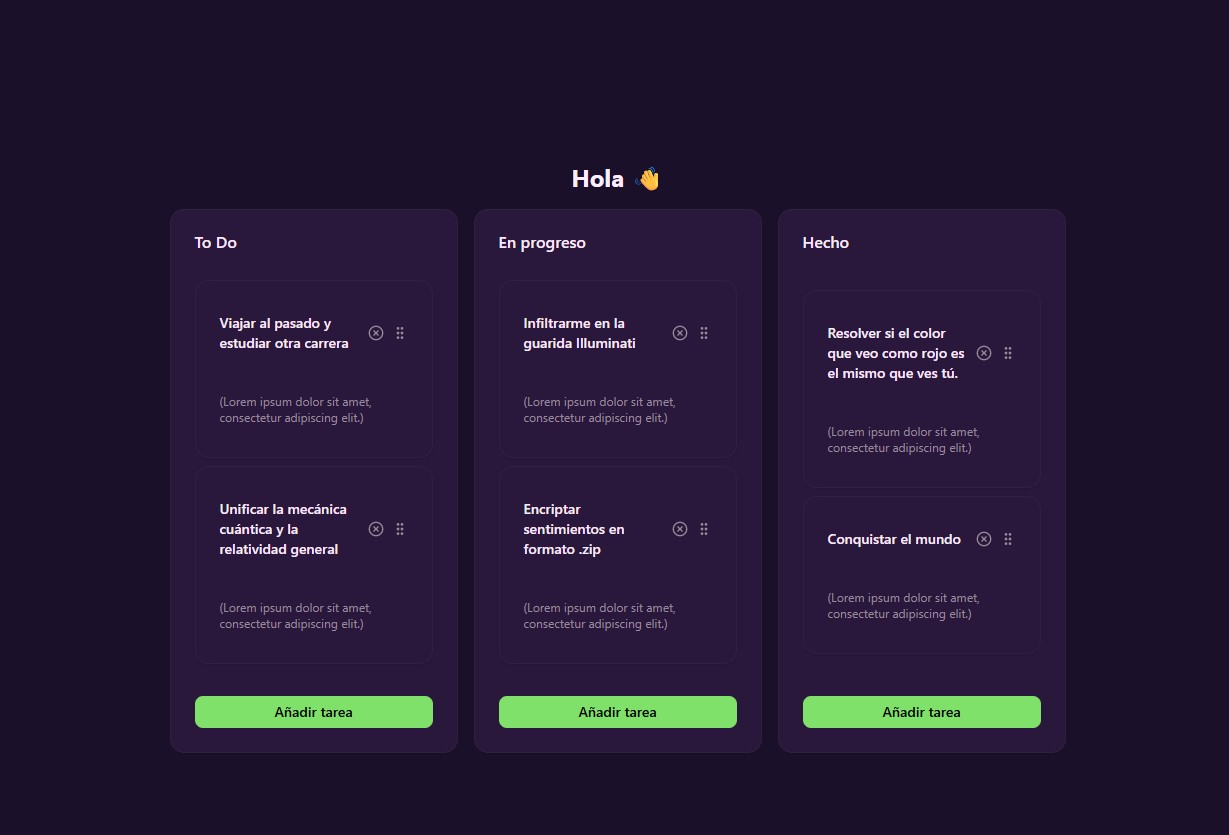 Hola 👋
To Do
Viajar al pasado y
estudiar otra carrera
(Lorem ipsum dolor sit amet,
consectetur adipiscing elit.)
Unificar la mecánica
cuántica y la
relatividad general
(Lorem ipsum dolor sit amet,
consectetur adipiscing elit.)
Añadir tarea
En progreso
Infiltrarme en la
guarida Illuminati
(Lorem ipsum dolor sit amet,
consectetur adipiscing elit.)
Encriptar
sentimientos en
formato .zip
(Lorem ipsum dolor sit amet,
consectetur adipiscing elit.)
Añadir tarea
Hecho
Resolver si el color
que veo como rojo es
el mismo que ves tú.
(Lorem ipsum dolor sit amet,
consectetur adipiscing elit.)
Conquistar el mundo
(Lorem ipsum dolor sit amet,
consectetur adipiscing elit.)
Añadir tarea